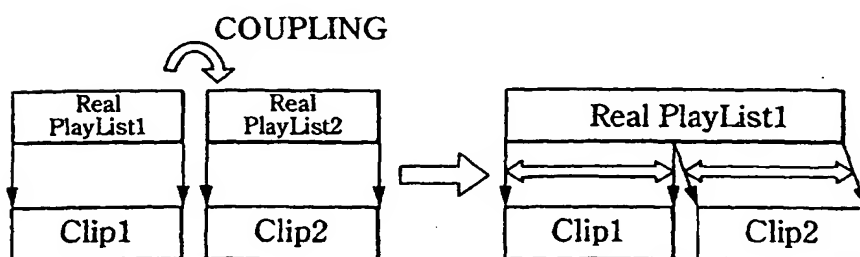 COUPLING
Real
PlayList1
Real
PlayList2
Real PlayList1
Clip1
Clip2
Clip1
Clip2